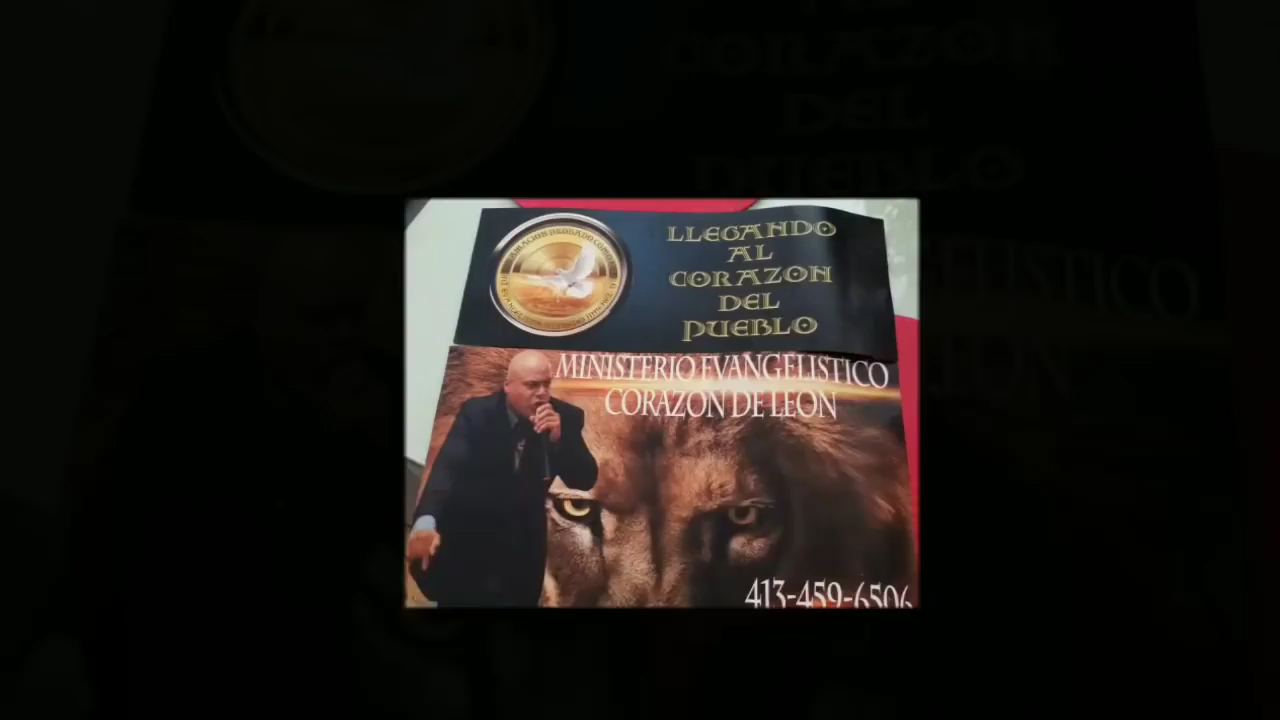 LLEGANDO
AL
CORAZON
DEL
PUEBLO
MINISTERIO EVANGELISTICO
CORAZON DE LEON
413-459-6506